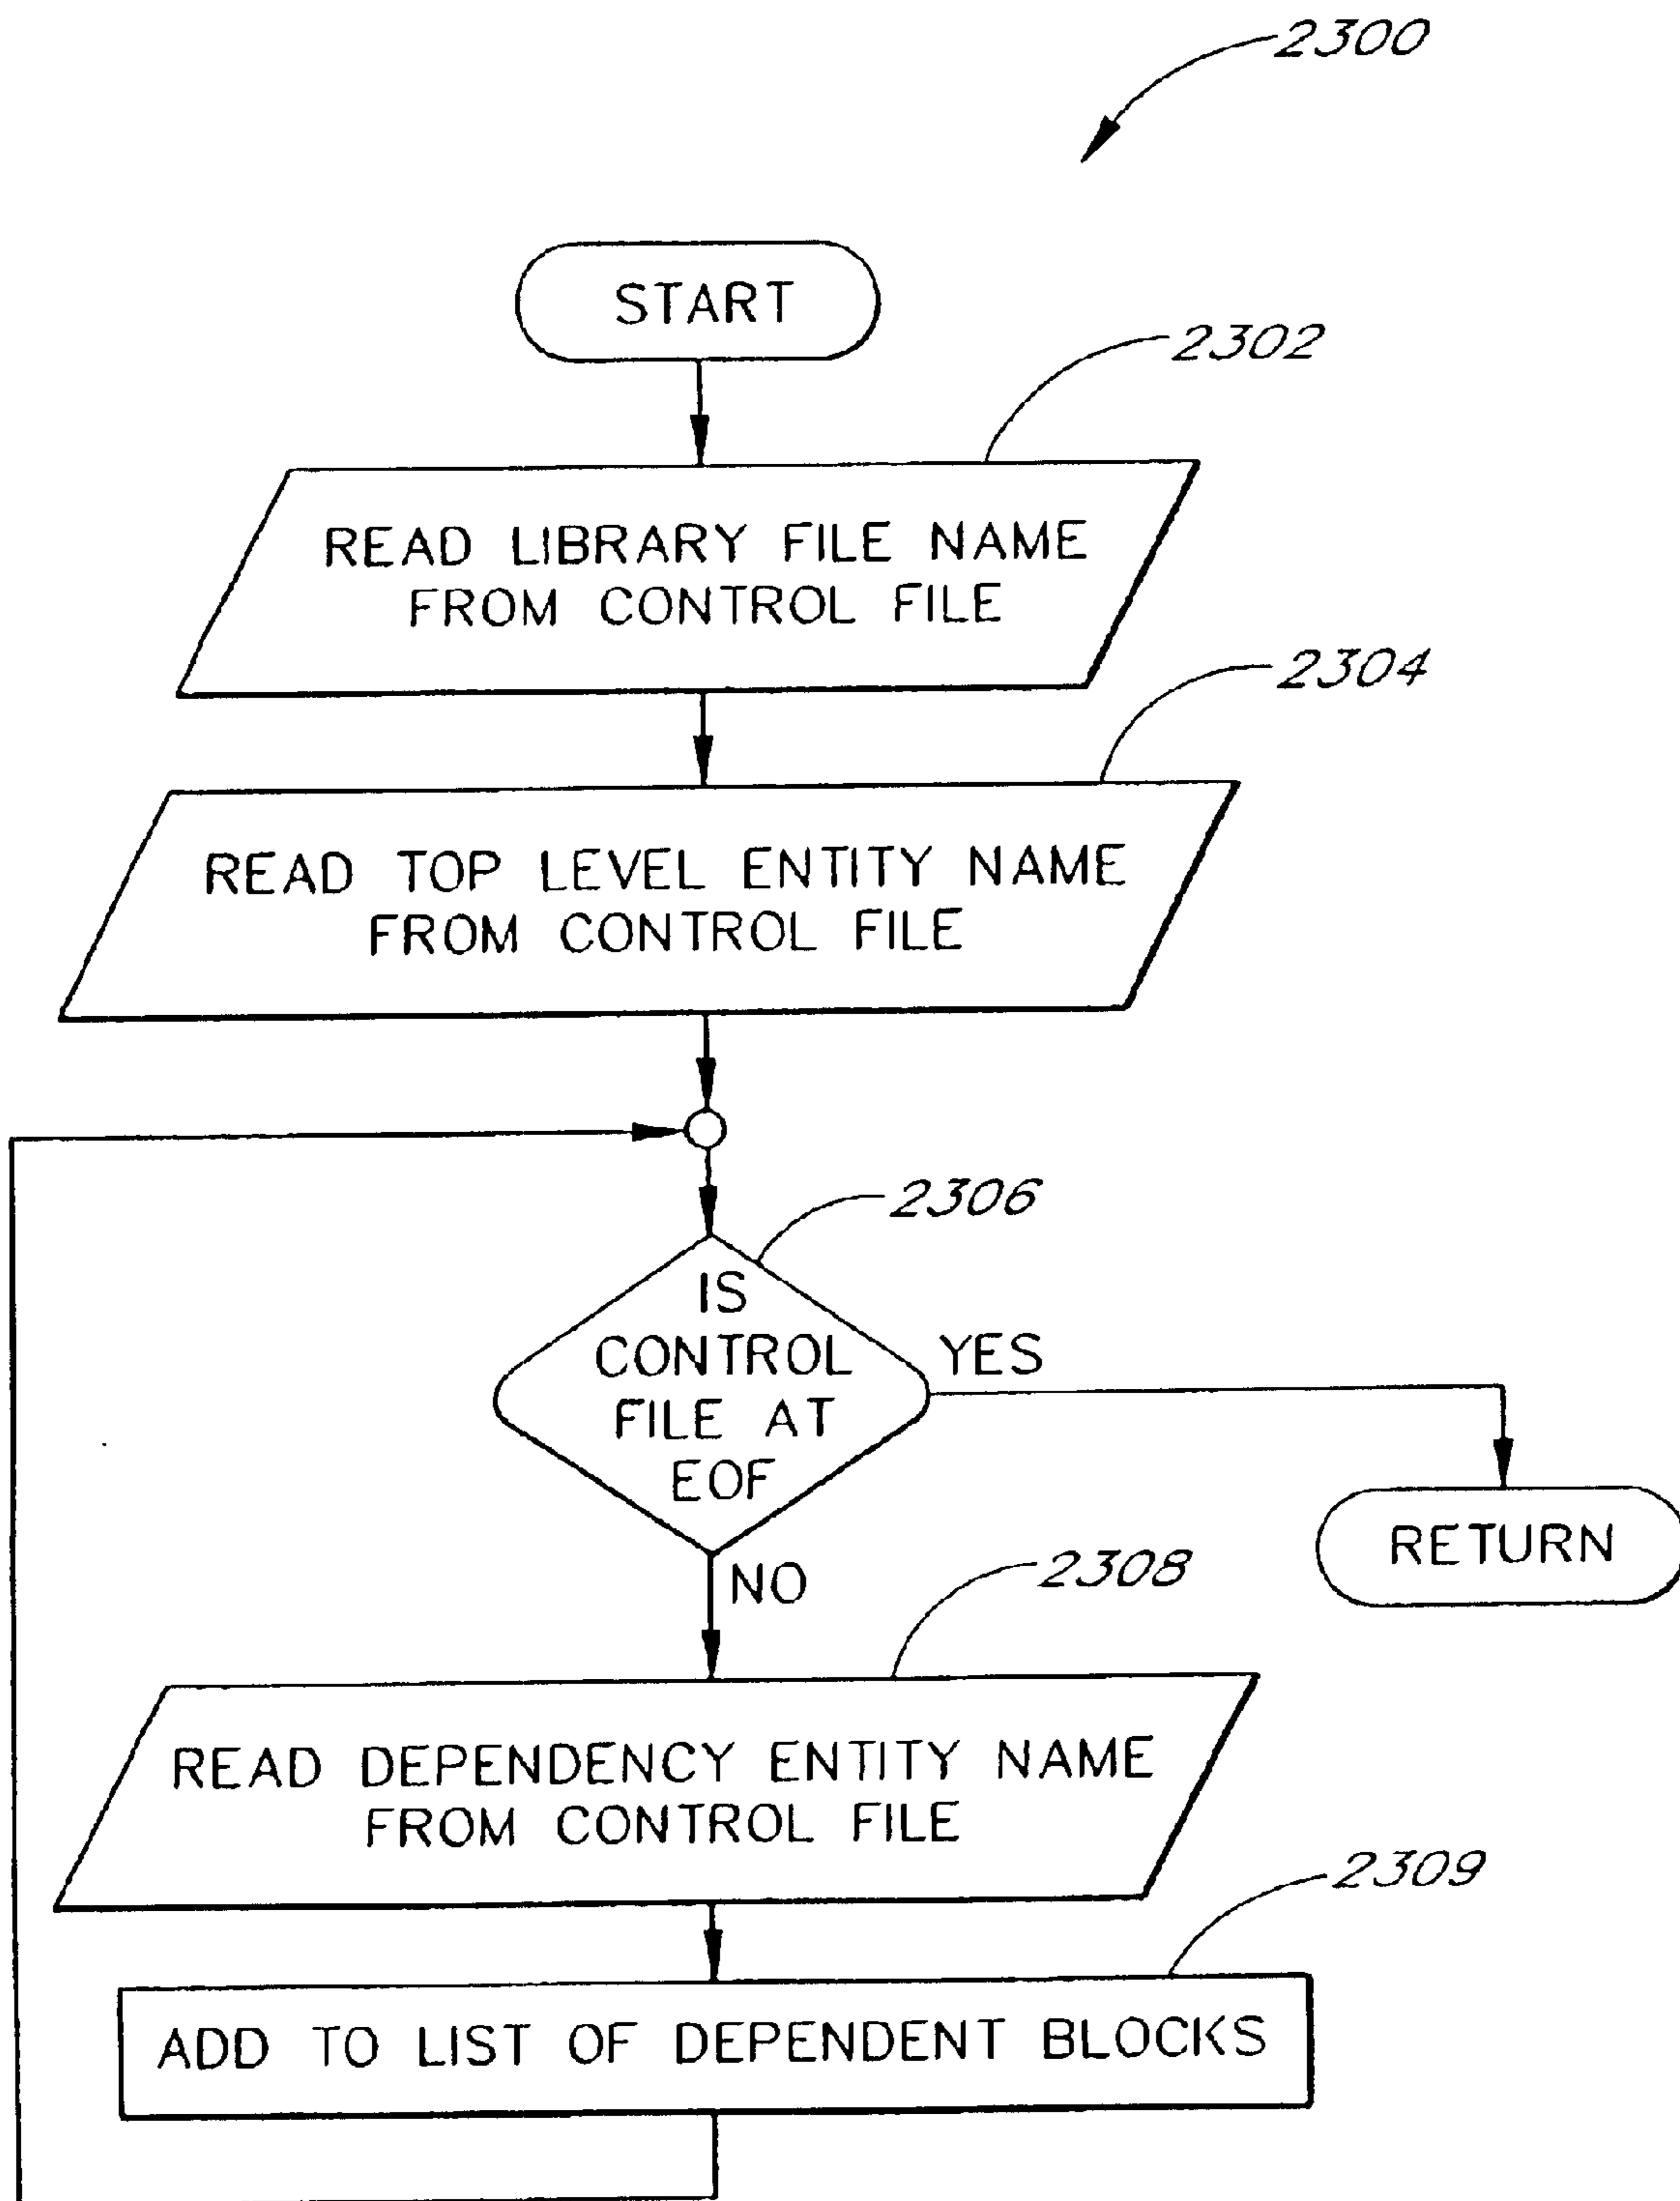 2300
START
2302
READ LIBRARY FILE NAME
FROM CONTROL FILE
2304
READ TOP LEVEL ENTITY NAME
FROM CONTROL FILE
2306
IS
CONTROL
FILE AT
EOF
YES
RETURN
NO
2308
READ DEPENDENCY ENTITY NAME
FROM CONTROL FILE
2309
ADD TO LIST OF DEPENDENT BLOCKS